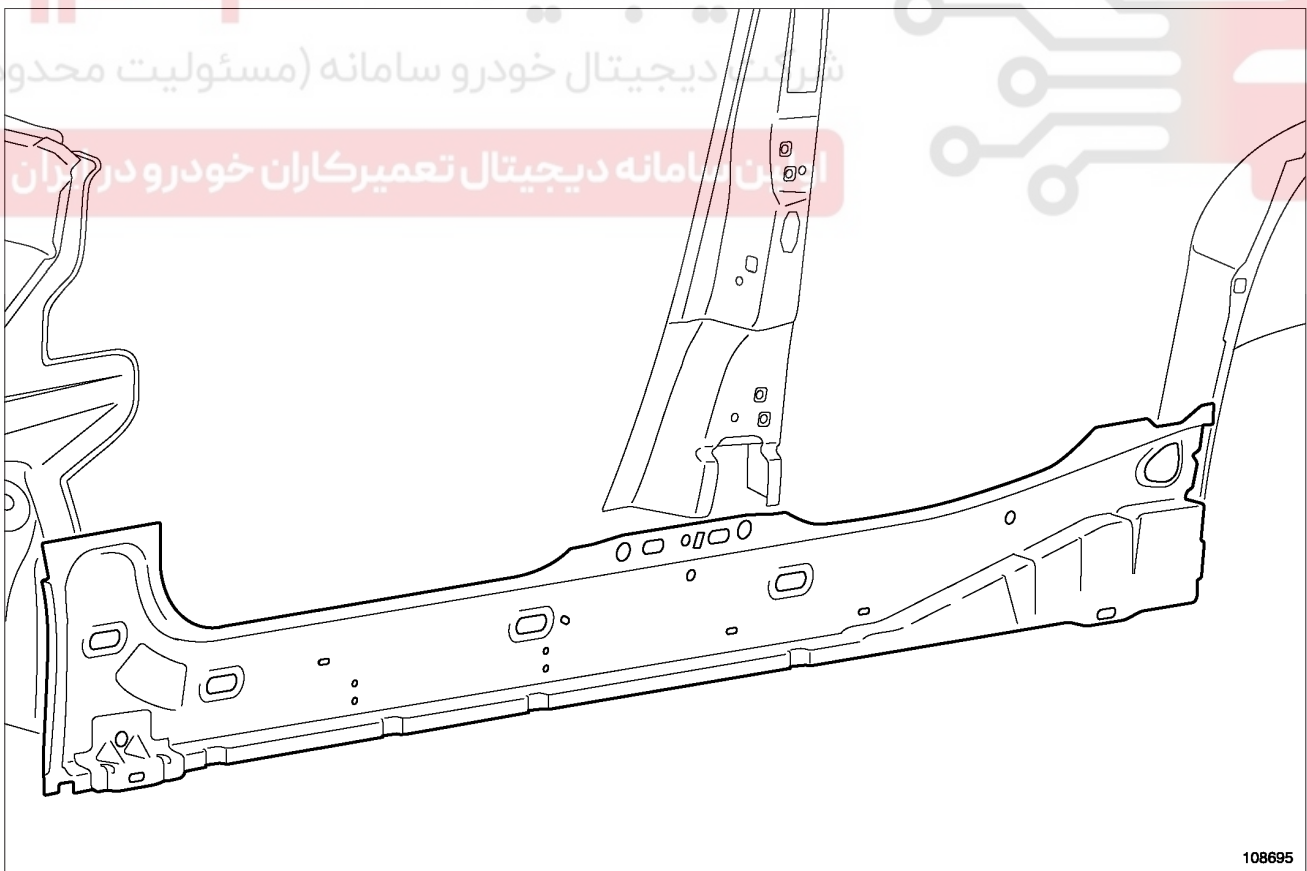 شرکت دیجیتال خودرو سامانه (مسئولیت محدود
اولین سامانه دیجیتال تعمیرکاران خودرو در ایران
108695